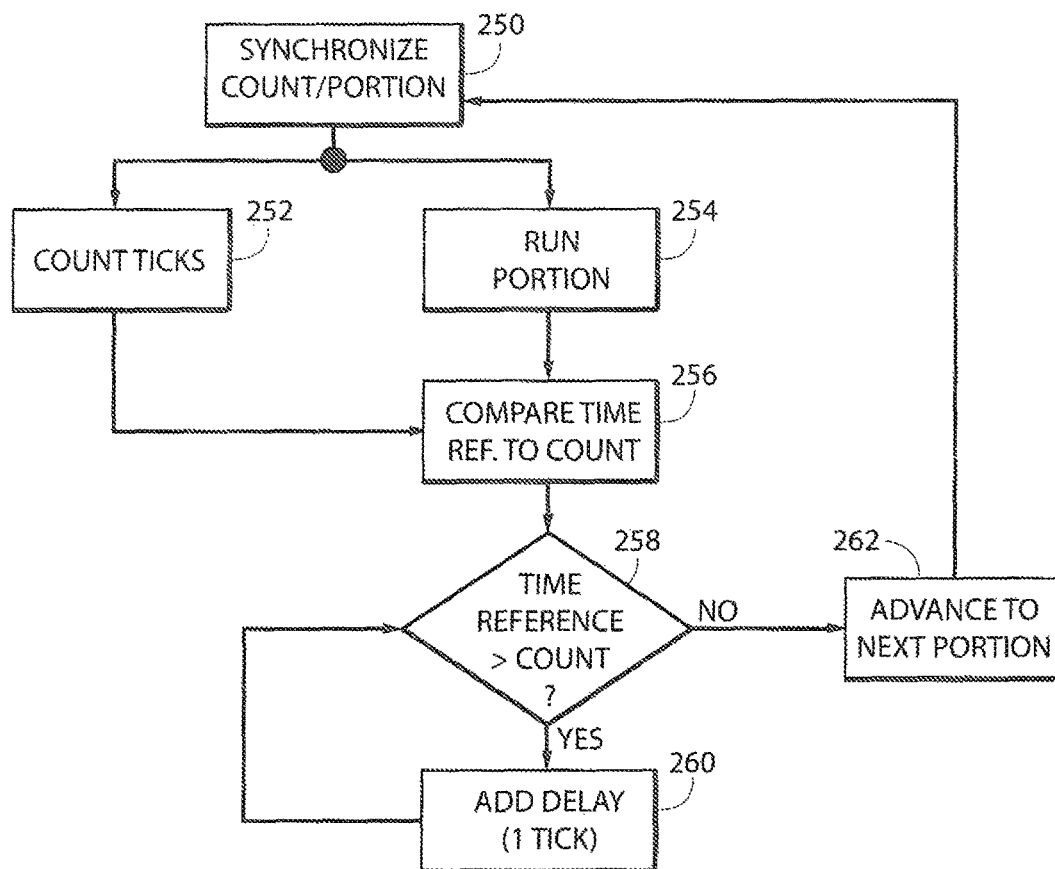 250
SYNCHRONIZE
COUNT/PORTION
252
COUNT TICKS
254
RUN
PORTION
256
COMPARE TIME
REF. TO COUNT
258
TIME
REFERENCE
> COUNT
?
NO
262
ADVANCE TO
NEXT PORTION
YES
260
ADD DELAY
(1 TICK)